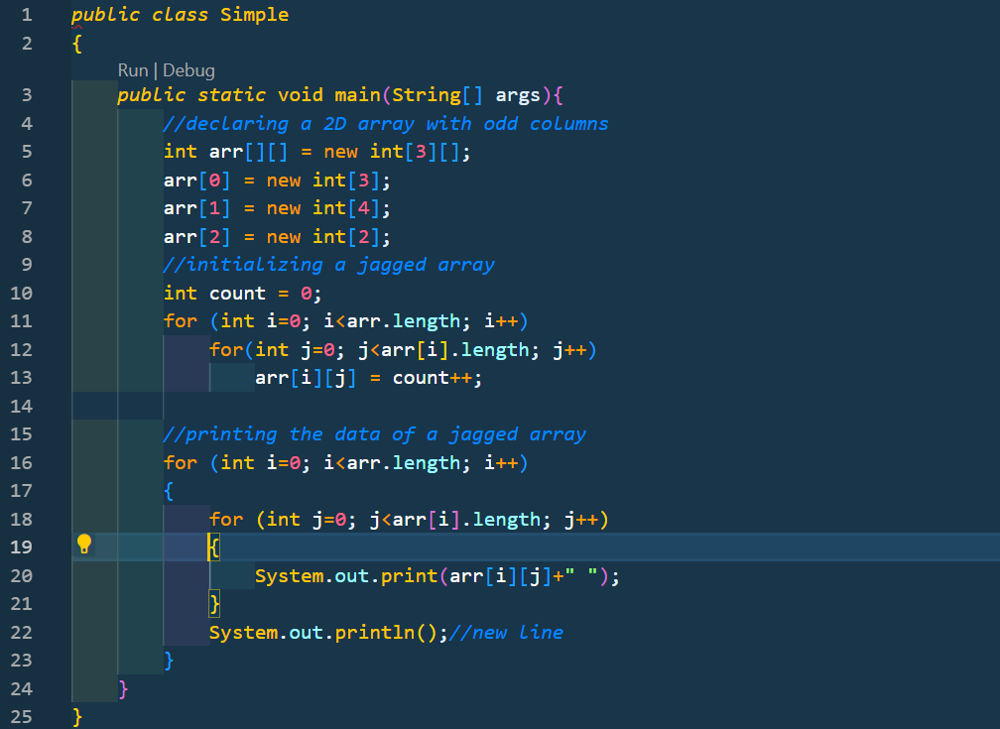 1 public class Simple
2 {
Run | Debug
3 public static void main(String[] args){
4 //declaring a 2D array with odd columns
5 int arr[][] = new int[3][];
6 arr[0] = new int[3];
7 arr[1] = new int[4];
8 arr[2] = new int[2];
9 //initializing a jagged array
10 int count = 0;
11 for (int i=0; i<arr.length; i++)
12 for(int j=0; j<arr[i].length; j++)
13 arr[i][j] = count++;
14
15 //printing the data of a jagged array
16 for (int i=0; i<arr.length; i++)
17 {
18 for (int j=0; j<arr[i].length; j++)
19 {
20 System.out.print(arr[i][j]+" ");
21 }
22 System.out.println();//new line
23 }
24 }
25 }